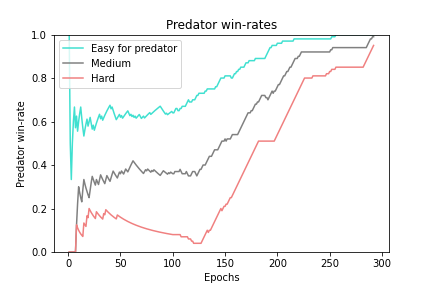 Predator win-rates
Predator win-rate
1.0
0.8
0.6
0.4
0.2
0.0
Easy for predator
Medium
Hard
0 50 100 150 200 250 300
Epochs